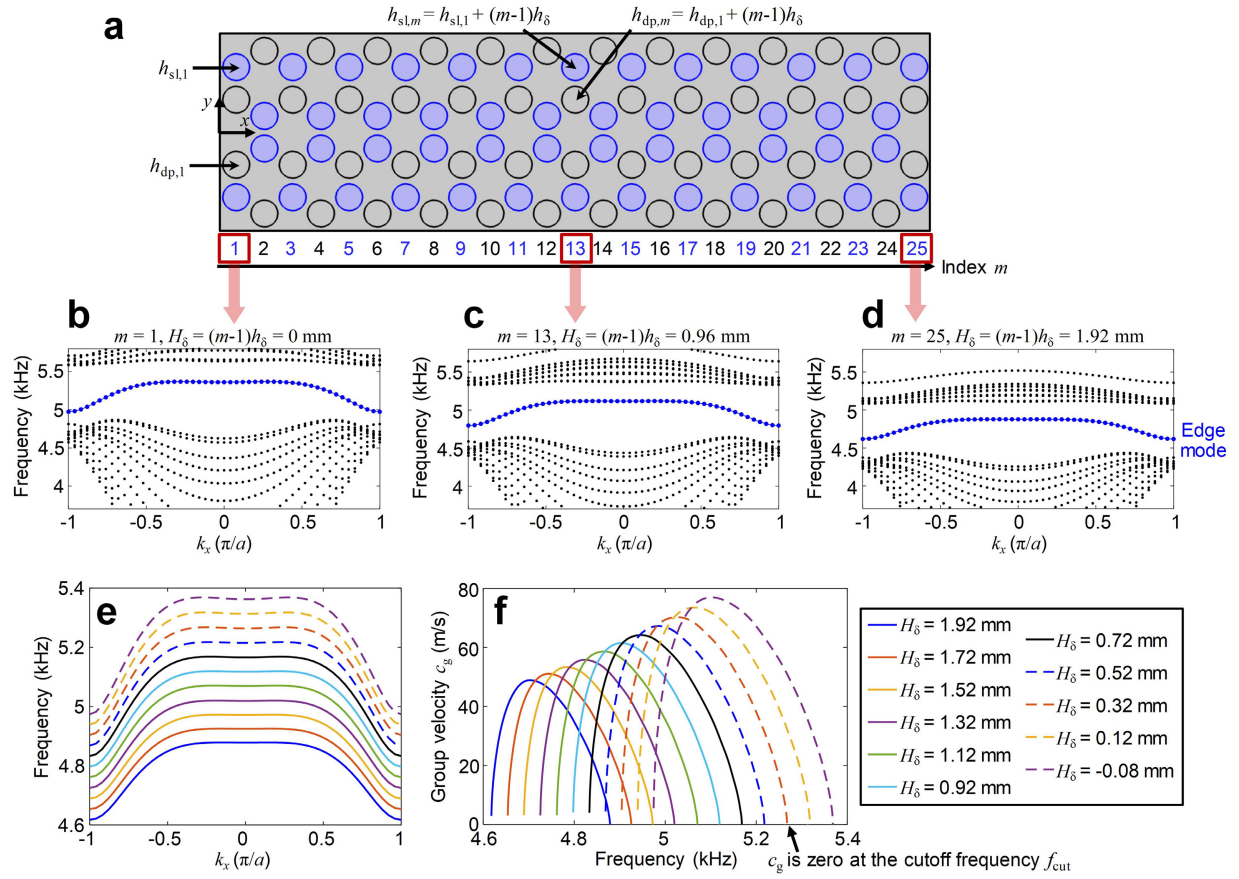 a
h_sl,m = h_sl,1 + (m-1)h_δ
h_dp,m = h_dp,1 + (m-1)h_δ
h_sl,1
y
x
h_dp,1
1 2 3 4 5 6 7 8 9 10 11 12 13 14 15 16 17 18 19 20 21 22 23 24 25
Index m
b
m = 1, H_δ = (m-1)h_δ = 0 mm
Frequency (kHz)
5.5
5
4.5
4
-1 -0.5 0 0.5 1
k_x (π/a)
c
m = 13, H_δ = (m-1)h_δ = 0.96 mm
Frequency (kHz)
5.5
5
4.5
4
-1 -0.5 0 0.5 1
k_x (π/a)
d
m = 25, H_δ = (m-1)h_δ = 1.92 mm
Frequency (kHz)
5.5
5
4.5
4
-1 -0.5 0 0.5 1
k_x (π/a)
Edge
mode
e
Frequency (kHz)
5.4
5.2
5
4.8
4.6
-1 -0.5 0 0.5 1
k_x (π/a)
f
Group velocity c_g (m/s)
80
60
40
20
0
4.6 4.8 5 5.2 5.4
Frequency (kHz)
c_g is zero at the cutoff frequency f_cut
H_δ = 1.92 mm
H_δ = 1.72 mm
H_δ = 1.52 mm
H_δ = 1.32 mm
H_δ = 1.12 mm
H_δ = 0.92 mm
H_δ = 0.72 mm
H_δ = 0.52 mm
H_δ = 0.32 mm
H_δ = 0.12 mm
H_δ = -0.08 mm